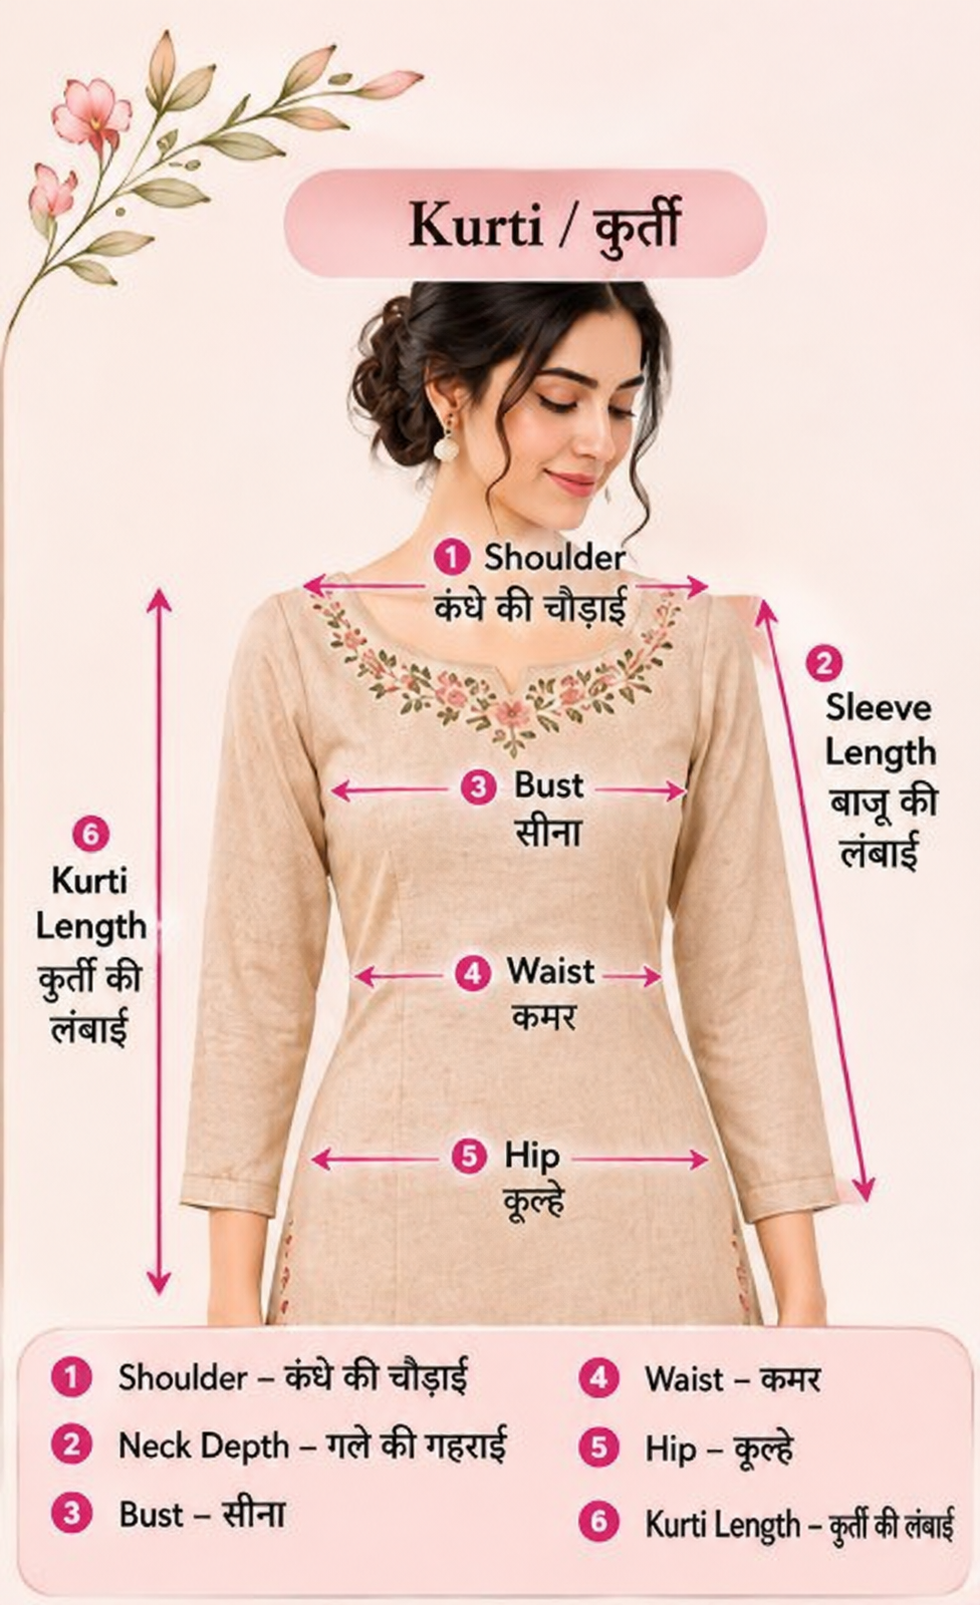 Kurti / कुर्ती
1 Shoulder
कंधे की चौड़ाई
2
Sleeve
Length
बाजू की
लंबाई
3 Bust
सीना
6
Kurti
Length
कुर्ती की
लंबाई
4 Waist
कमर
5 Hip
कूल्हे
1 Shoulder – कंधे की चौड़ाई
2 Neck Depth – गले की गहराई
3 Bust – सीना
4 Waist – कमर
5 Hip – कूल्हे
6 Kurti Length – कुर्ती की लंबाई